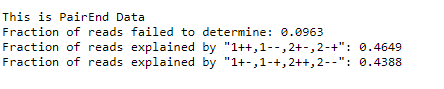 This is PairEnd Data
Fraction of reads failed to determine: 0.0963
Fraction of reads explained by "1++,1--,2+-,2-+": 0.4649
Fraction of reads explained by "1+-,1-+,2++,2--": 0.4388